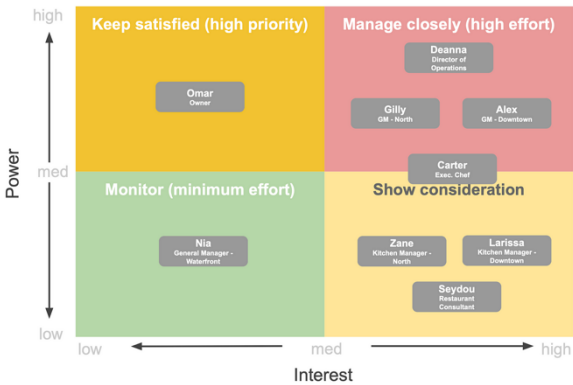 high
Keep satisfied (high priority)
Manage closely (high effort)
Deanna
Director of
Operations
Omar
Owner
Gilly
GM - North
Alex
GM - Downtown
Power
med
Carter
Exec. Chef
Monitor (minimum effort)
Show consideration
Nia
General Manager -
Waterfront
Zane
Kitchen Manager -
North
Larissa
Kitchen Manager -
Downtown
Seydou
Restaurant
Consultant
low
low
med
high
Interest